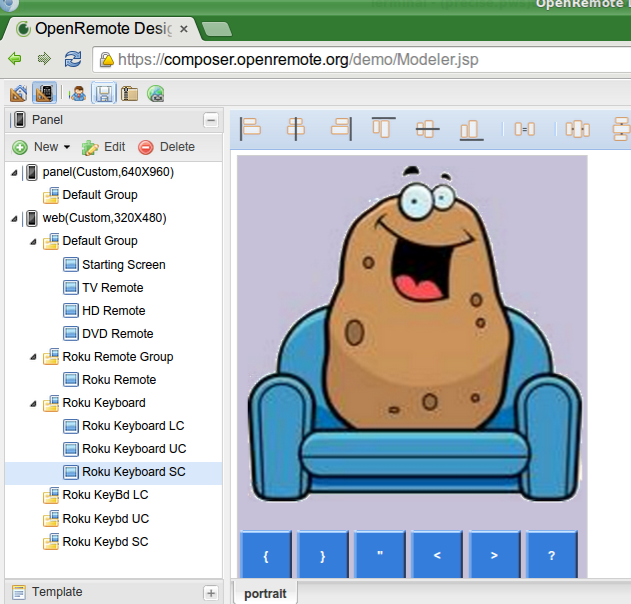 OpenRemote
OpenRemote Desig
https://composer.openremote.org/demo/Modeler.jsp
Panel
New Edit Delete
panel(Custom,640X960)
Default Group
web(Custom,320X480)
Default Group
Starting Screen
TV Remote
HD Remote
DVD Remote
Roku Remote Group
Roku Remote
Roku Keyboard
Roku Keyboard LC
Roku Keyboard UC
Roku Keyboard SC
Roku KeyBd LC
Roku Keybd UC
Roku Keybd SC
{ } " < > ?
Template
portrait